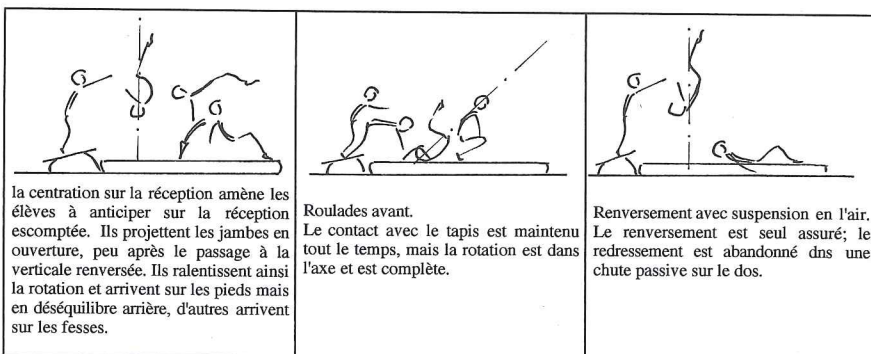 la centration sur la réception amène les
élèves à anticiper sur la réception
escomptée. Ils projettent les jambes en
ouverture, peu après le passage à la
verticale renversée. Ils ralentissent ainsi
la rotation et arrivent sur les pieds mais
en déséquilibre arrière, d'autres arrivent
sur les fesses.
Roulades avant.
Le contact avec le tapis est maintenu
tout le temps, mais la rotation est dans
l'axe et est complète.
Renversement avec suspension en l'air.
Le renversement est seul assuré; le
redressement est abandonné dns une
chute passive sur le dos.